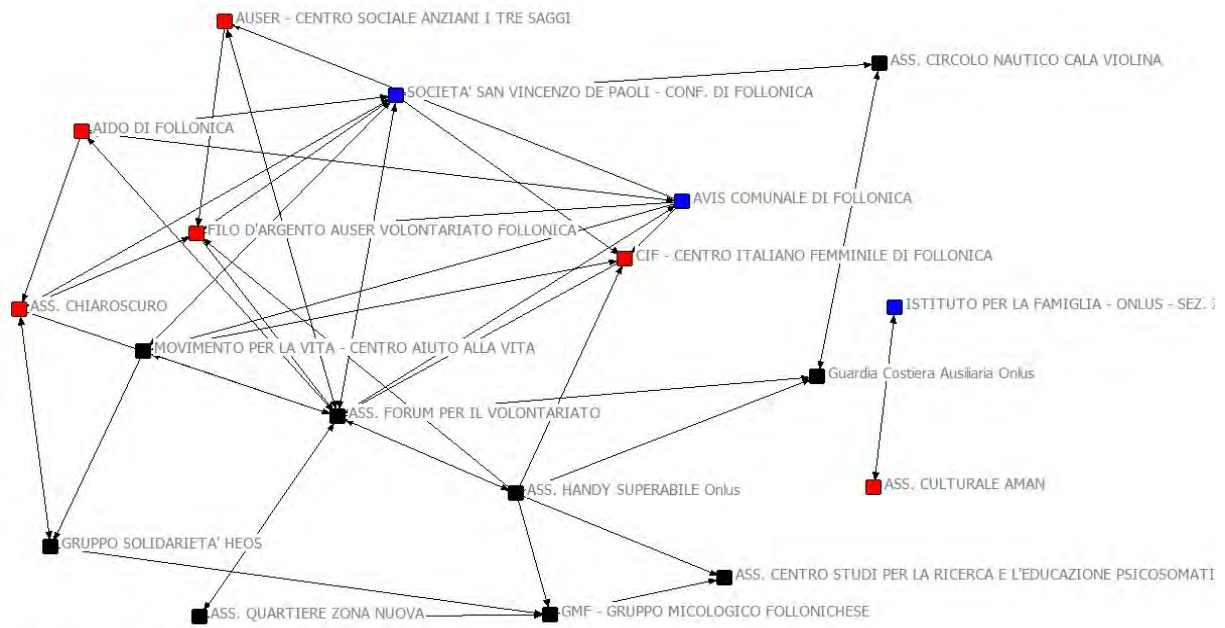 AUSER - CENTRO SOCIALE ANZIANI I TRE SAGGI
ASS. CIRCOLO NAUTICO CALA VIOLINA
SOCIETA' SAN VINCENZO DE PAOLI - CONF. DI FOLLONICA
AIDO DI FOLLONICA
AVIS COMUNALE DI FOLLONICA
FILO D'ARGENTO AUSER VOLONTARIATO FOLLONICA
CIF - CENTRO ITALIANO FEMMINILE DI FOLLONICA
ASS. CHIAROSCURO
ISTITUTO PER LA FAMIGLIA - ONLUS - SEZ.
MOVIMENTO PER LA VITA - CENTRO AIUTO ALLA VITA
Guardia Costiera Ausiliaria Onlus
ASS. FORUM PER IL VOLONTARIATO
ASS. HANDY SUPERABILE Onlus
ASS. CULTURALE AMAN
GRUPPO SOLIDARIETA' HEOS
ASS. CENTRO STUDI PER LA RICERCA E L'EDUCAZIONE PSICOSOMATI
ASS. QUARTIERE ZONA NUOVA
GMF - GRUPPO MICOLOGICO FOLLONICHESE